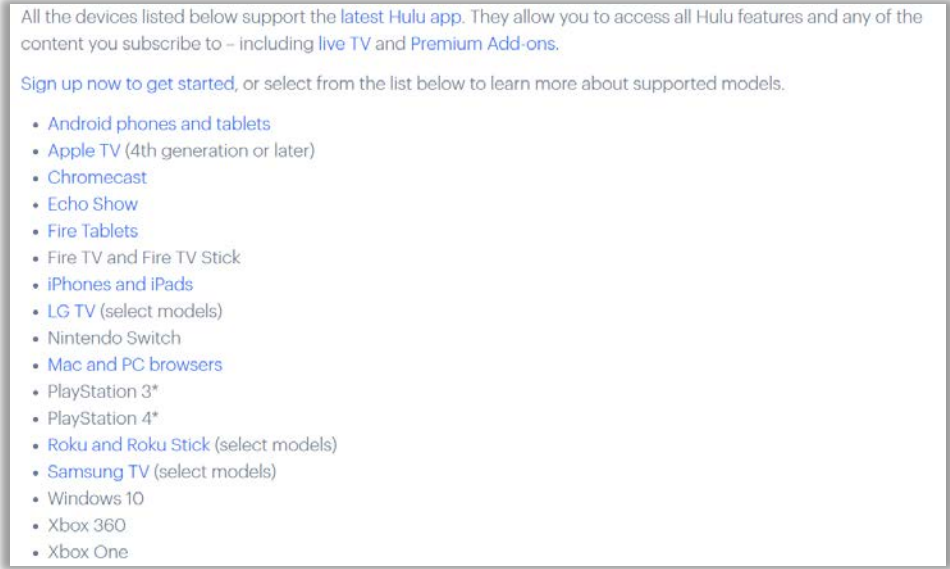 All the devices listed below support the latest Hulu app. They allow you to access all Hulu features and any of the
content you subscribe to – including live TV and Premium Add-ons.
Sign up now to get started, or select from the list below to learn more about supported models.
• Android phones and tablets
• Apple TV (4th generation or later)
• Chromecast
• Echo Show
• Fire Tablets
• Fire TV and Fire TV Stick
• iPhones and iPads
• LG TV (select models)
• Nintendo Switch
• Mac and PC browsers
• PlayStation 3*
• PlayStation 4*
• Roku and Roku Stick (select models)
• Samsung TV (select models)
• Windows 10
• Xbox 360
• Xbox One